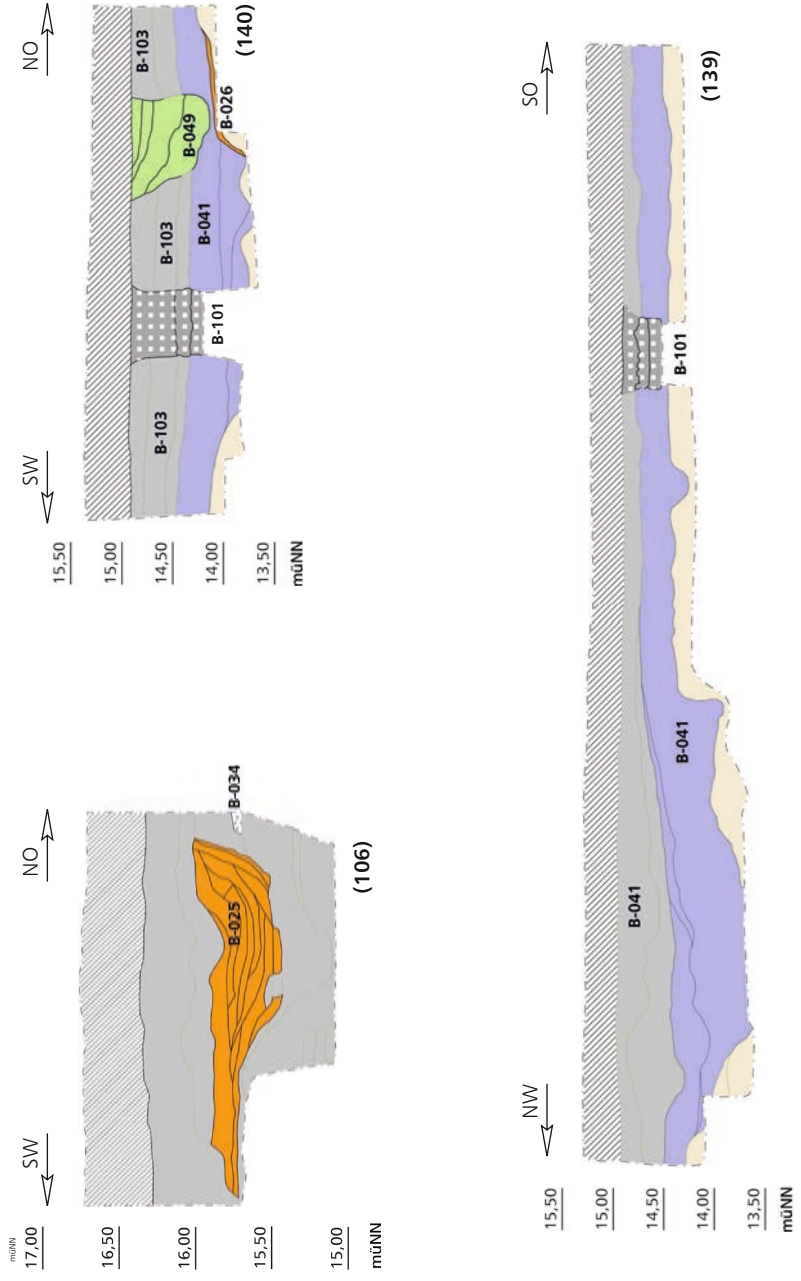 müNN
17,00
16,50
16,00
15,50
15,00
müNN
SW
NO
B-025
B-034
(106)
15,50
15,00
14,50
14,00
13,50
müNN
SW
NO
B-103
B-101
B-103
B-041
B-049
B-103
B-026
(140)
15,50
15,00
14,50
14,00
13,50
müNN
NW
SO
B-041
B-041
B-101
(139)